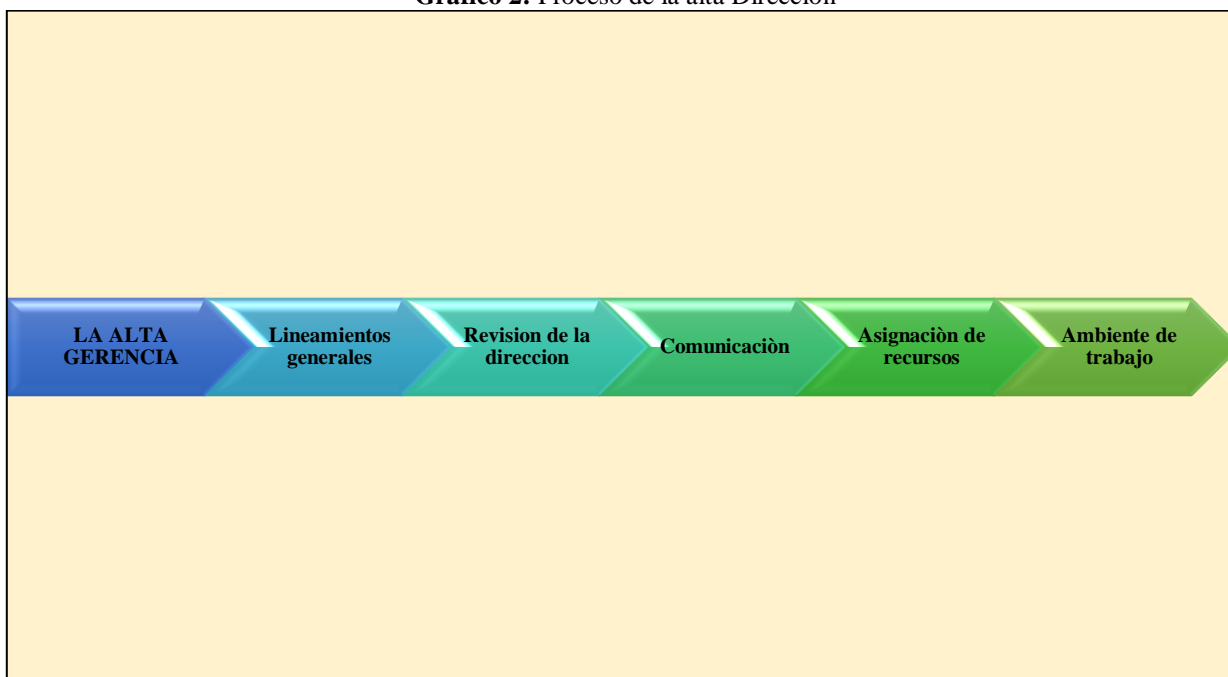 Gráfico 2: Proceso de la alta Dirección
LA ALTA
GERENCIA
Lineamientos
generales
Revision de la
direccion
Comunicaciòn
Asignaciòn de
recursos
Ambiente de
trabajo